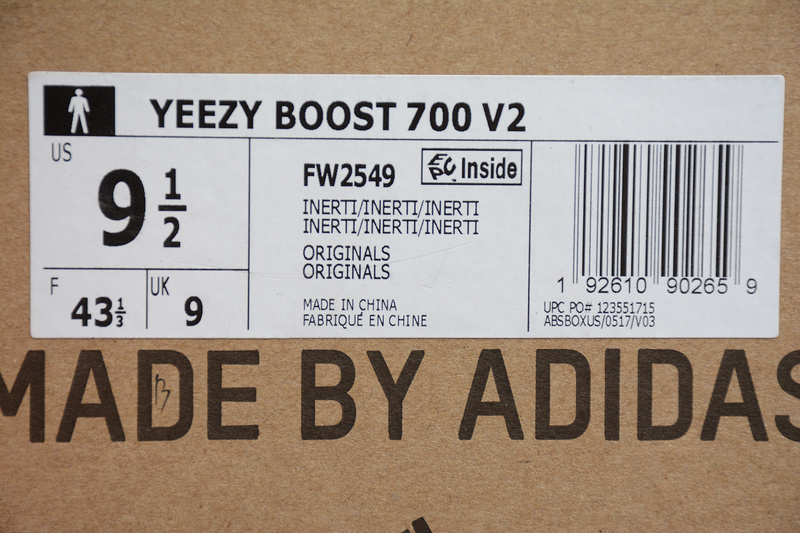 YEEZY BOOST 700 V2
US
9 1/2
F
43 1/3
UK
9
FW2549
EPC Inside
INERTI/INERTI/INERTI
INERTI/INERTI/INERTI
ORIGINALS
ORIGINALS
MADE IN CHINA
FABRIQUÉ EN CHINE
1 92610 90265 9
UPC PO# 123551715
ABSBOXUS/0517/V03
MADE BY ADIDAS